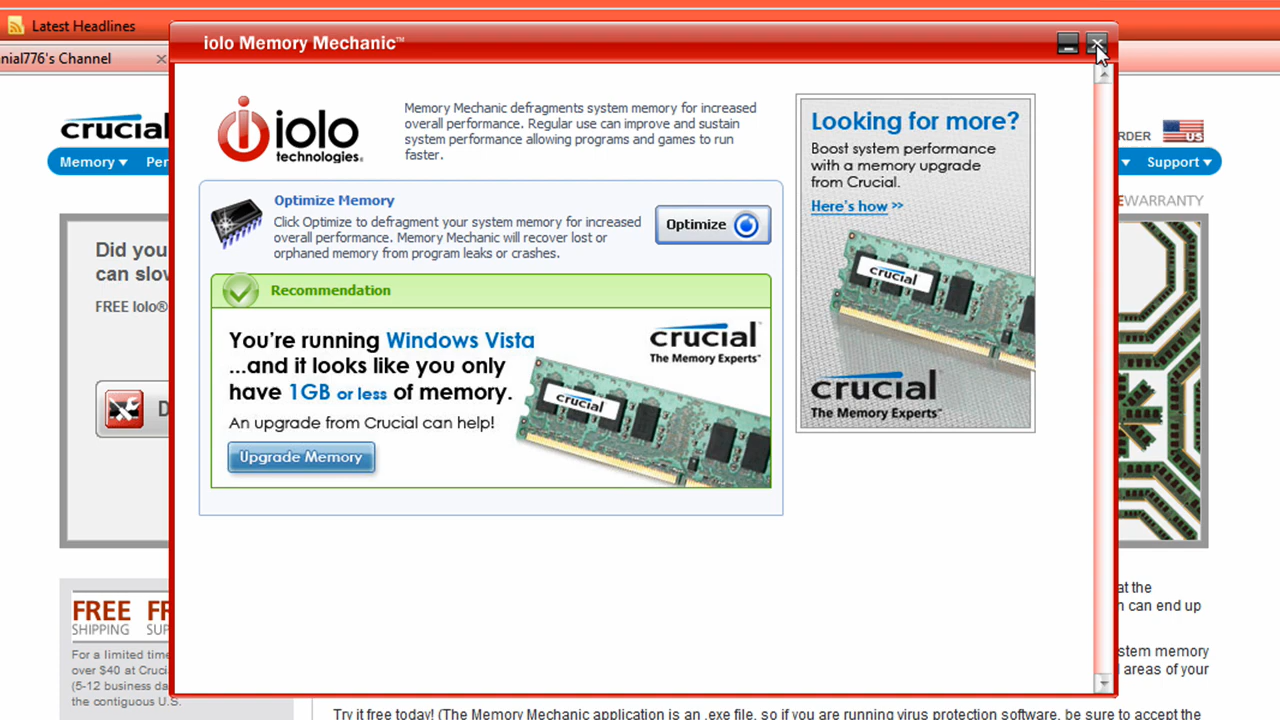 Latest Headlines
nial776's Channel
iolo Memory Mechanic™
crucial
Memory
Per
RDER
US
Support
EWARRANTY
iolo
technologies.
Memory Mechanic defragments system memory for increased
overall performance. Regular use can improve and sustain
system performance allowing programs and games to run
faster.
Optimize Memory
Click Optimize to defragment your system memory for increased
overall performance. Memory Mechanic will recover lost or
orphaned memory from program leaks or crashes.
Optimize
Recommendation
You're running Windows Vista
...and it looks like you only
have 1GB or less of memory.
An upgrade from Crucial can help!
Upgrade Memory
crucial
The Memory Experts™
crucial
Looking for more?
Boost system performance
with a memory upgrade
from Crucial.
Here's how >>
crucial
crucial
The Memory Experts™
Did you
can slow
FREE Iolo®
D
FREE
SHIPPING
FR
SUP
For a limited time
over $40 at Cruci
(5-12 business da
the contiguous U.S.
at the
n can end up
stem memory
l areas of your
Try it free today! (The Memory Mechanic application is an .exe file, so if you are running virus protection software, be sure to accept the